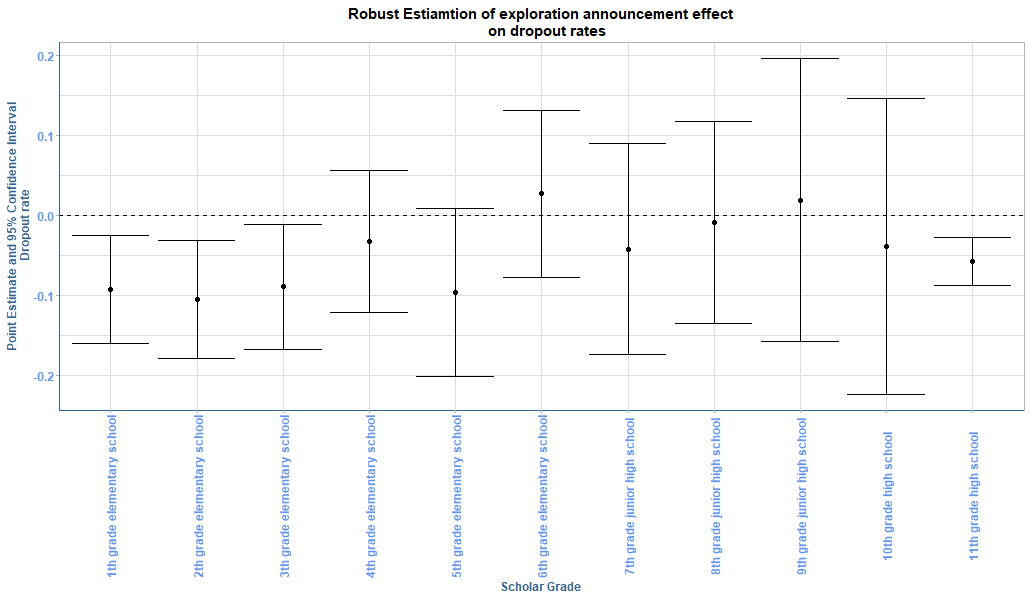 Robust Estiamtion of exploration announcement effect
on dropout rates
Point Estimate and 95% Confidence Interval
Dropout rate
0.2
0.1
0.0
-0.1
-0.2
1th grade elementary school
2th grade elementary school
3th grade elementary school
4th grade elementary school
5th grade elementary school
6th grade elementary school
7th grade junior high school
8th grade junior high school
9th grade junior high school
10th grade high school
11th grade high school
Scholar Grade